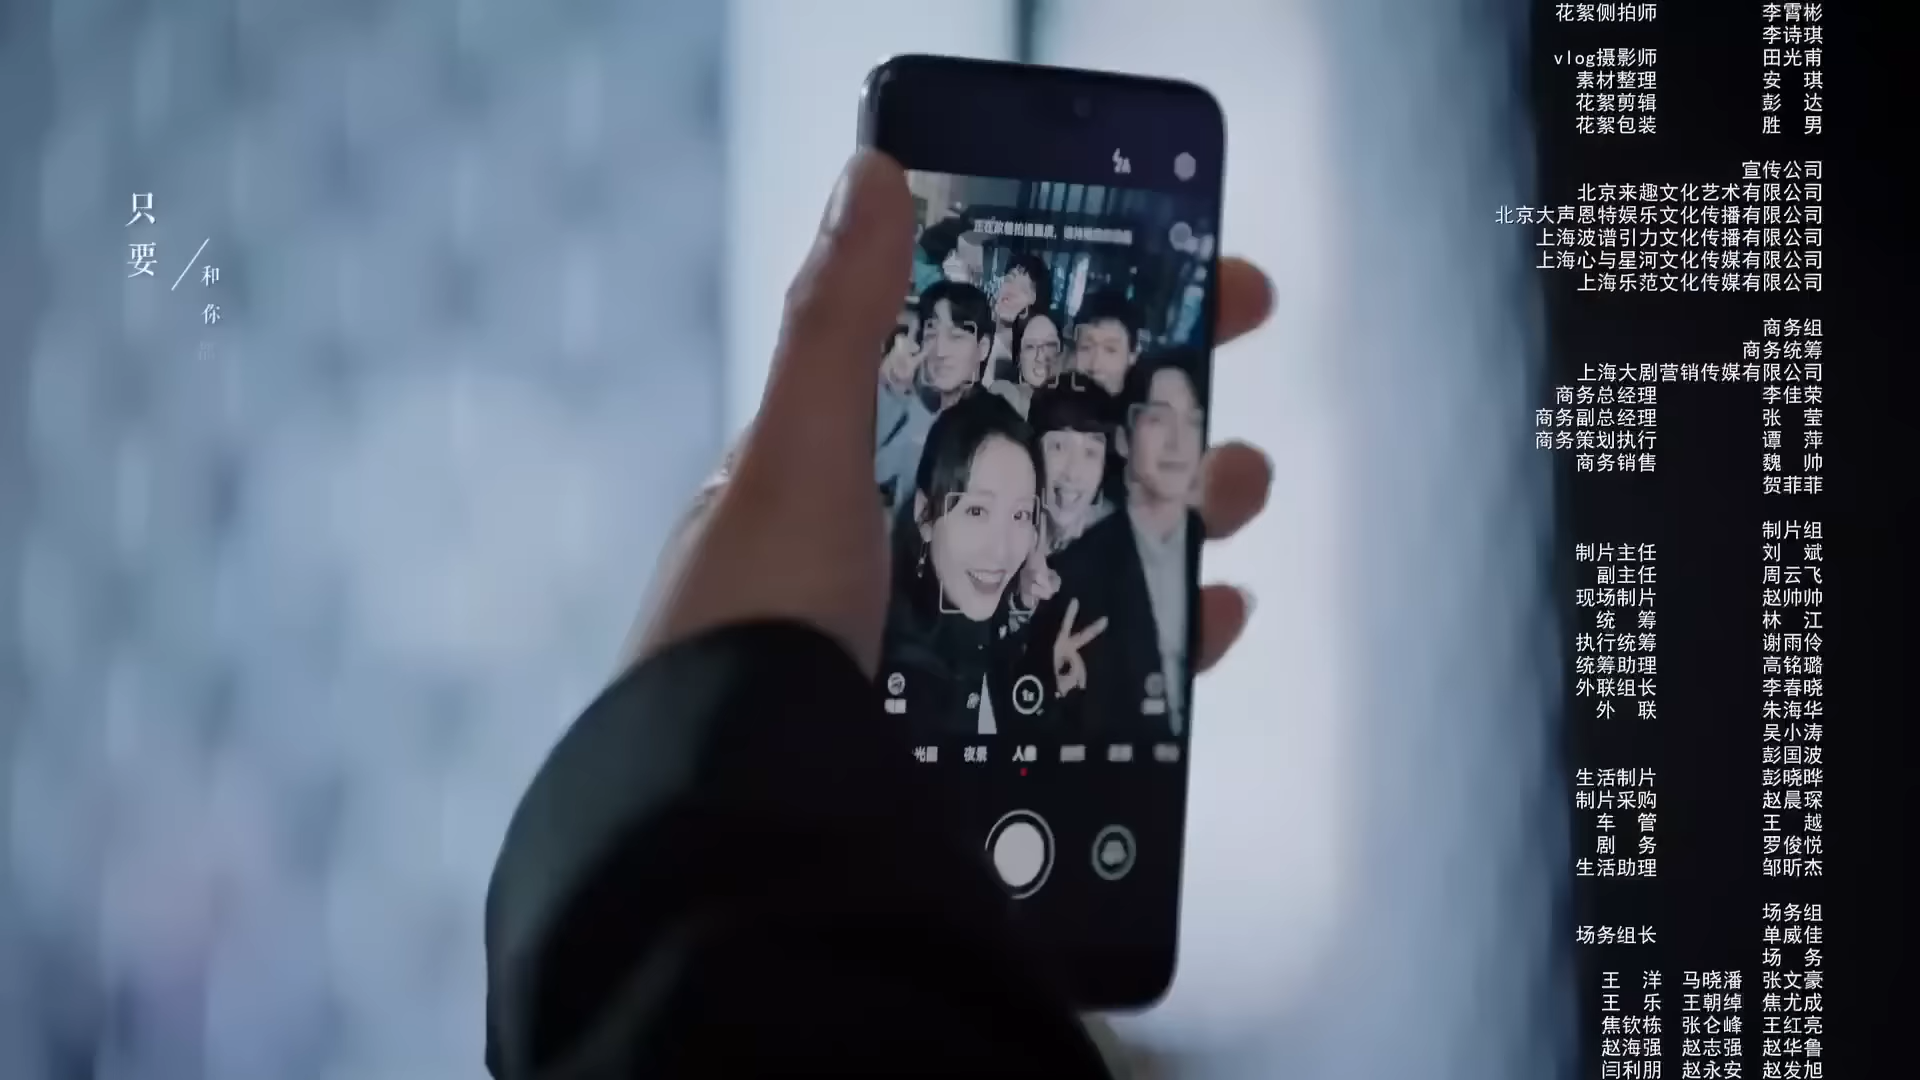 只要
和你
花絮侧拍师 李霄彬
李诗琪
vlog摄影师 田光甫
素材整理 安 琪
花絮剪辑 彭 达
花絮包装 胜 男
宣传公司
北京来趣文化艺术有限公司
北京大声恩特娱乐文化传播有限公司
上海波谱引力文化传播有限公司
上海心与星河文化传媒有限公司
上海乐范文化传媒有限公司
商务组
商务统筹
上海大剧营销传媒有限公司
商务总经理 李佳荣
商务副总经理 张 莹
商务策划执行 谭 萍
商务销售 魏 帅
贺菲菲
制片组
制片主任 刘 斌
副主任 周云飞
现场制片 赵帅帅
统 筹 林 江
执行统筹 谢雨伶
统筹助理 高铭璐
外联组长 李春晓
外 联 朱海华
吴小涛
彭国波
生活制片 彭晓晔
制片采购 赵晨琛
车 管 王 越
剧 务 罗俊悦
生活助理 邹昕杰
场务组
场务组长 单威佳
场 务
王 洋 马晓潘 张文豪
王 乐 王朝绰 焦尤成
焦钦栋 张仑峰 王红亮
赵海强 赵志强 赵华鲁
闫利朋 赵永安 赵发旭
夜景 人像